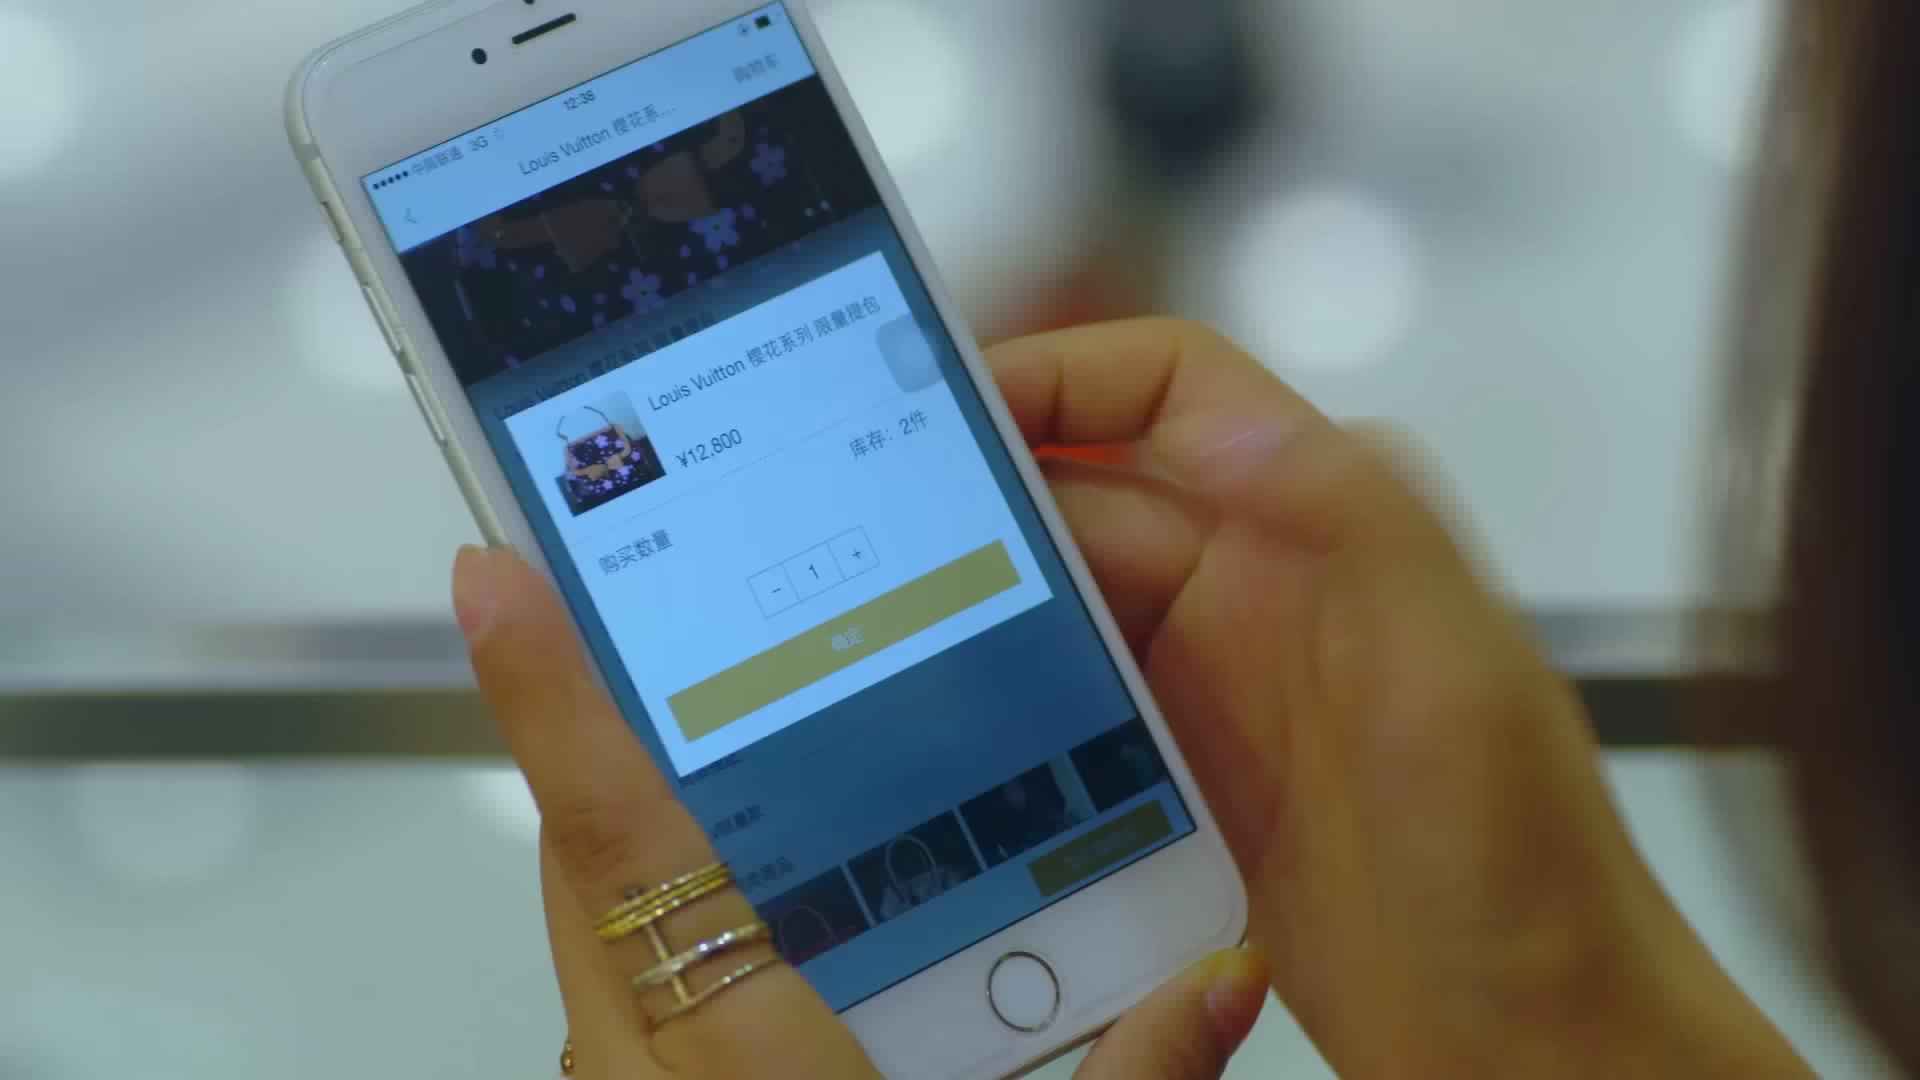 12:36
中国联通 3G
购物车
Louis Vuitton 樱花系...
Louis Vuitton 樱花系列 限量提包
¥12,800
库存：2件
购买数量
− 1 +
确定